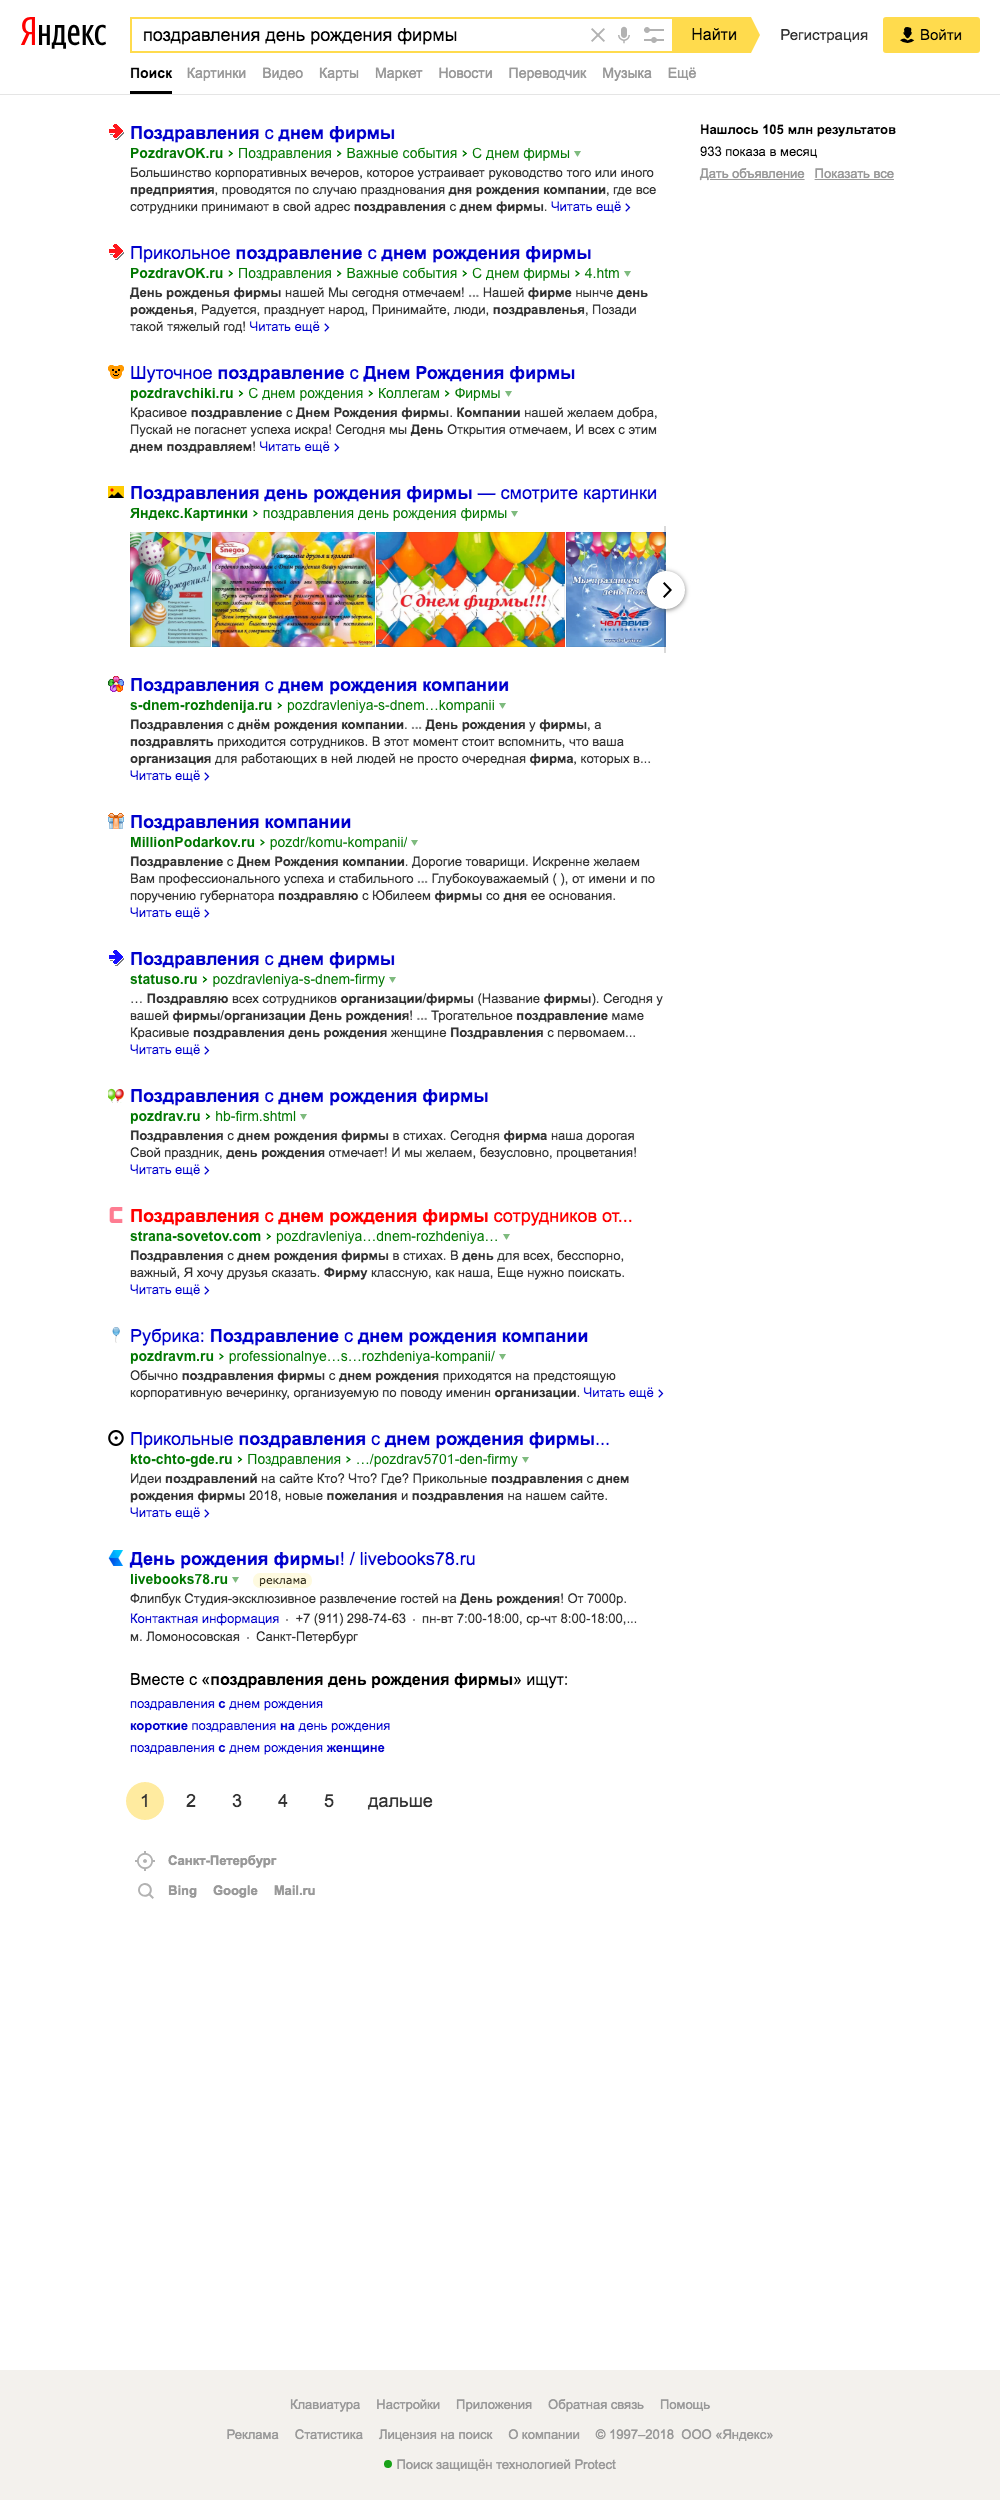 Яндекс
поздравления день рождения фирмы
Найти
Регистрация
Войти
Поиск Картинки Видео Карты Маркет Новости Переводчик Музыка Ещё
Поздравления с днем фирмы
PozdravOK.ru › Поздравления › Важные события › С днем фирмы
Большинство корпоративных вечеров, которое устраивает руководство того или иного
предприятия, проводятся по случаю празднования дня рождения компании, где все
сотрудники принимают в свой адрес поздравления с днем фирмы. Читать ещё ›
Нашлось 105 млн результатов
933 показа в месяц
Дать объявление Показать все
Прикольное поздравление с днем рождения фирмы
PozdravOK.ru › Поздравления › Важные события › С днем фирмы › 4.htm
День рожденья фирмы нашей Мы сегодня отмечаем! ... Нашей фирме нынче день
рожденья, Радуется, празднует народ, Принимайте, люди, поздравленья, Позади
такой тяжелый год! Читать ещё ›
Шуточное поздравление с Днем Рождения фирмы
pozdravchiki.ru › С днем рождения › Коллегам › Фирмы
Красивое поздравление с Днем Рождения фирмы. Компании нашей желаем добра,
Пускай не погаснет успеха искра! Сегодня мы День Открытия отмечаем, И всех с этим
днем поздравляем! Читать ещё ›
Поздравления день рождения фирмы — смотрите картинки
Яндекс.Картинки › поздравления день рождения фирмы
С Днем
Рождения!
Snegos
Уважаемые друзья и коллеги!
С днем фирмы!!!
Мы празднуем
День Рож
челавиа
Поздравления с днем рождения компании
s-dnem-rozhdenija.ru › pozdravleniya-s-dnem…kompanii
Поздравления с днём рождения компании. ... День рождения у фирмы, а
поздравлять приходится сотрудников. В этот момент стоит вспомнить, что ваша
организация для работающих в ней людей не просто очередная фирма, которых в...
Читать ещё ›
Поздравления компании
MillionPodarkov.ru › pozdr/komu-kompanii/
Поздравление с Днем Рождения компании. Дорогие товарищи. Искренне желаем
Вам профессионального успеха и стабильного ... Глубокоуважаемый ( ), от имени и по
поручению губернатора поздравляю с Юбилеем фирмы со дня ее основания.
Читать ещё ›
Поздравления с днем фирмы
statuso.ru › pozdravleniya-s-dnem-firmy
… Поздравляю всех сотрудников организации/фирмы (Название фирмы). Сегодня у
вашей фирмы/организации День рождения! ... Трогательное поздравление маме
Красивые поздравления день рождения женщине Поздравления с первомаем...
Читать ещё ›
Поздравления с днем рождения фирмы
pozdrav.ru › hb-firm.shtml
Поздравления с днем рождения фирмы в стихах. Сегодня фирма наша дорогая
Свой праздник, день рождения отмечает! И мы желаем, безусловно, процветания!
Читать ещё ›
Поздравления с днем рождения фирмы сотрудников от...
strana-sovetov.com › pozdravleniya…dnem-rozhdeniya…
Поздравления с днем рождения фирмы в стихах. В день для всех, бесспорно,
важный, Я хочу друзья сказать. Фирму классную, как наша, Еще нужно поискать.
Читать ещё ›
Рубрика: Поздравление с днем рождения компании
pozdravm.ru › professionalnye…s…rozhdeniya-kompanii/
Обычно поздравления фирмы с днем рождения приходятся на предстоящую
корпоративную вечеринку, организуемую по поводу именин организации. Читать ещё ›
Прикольные поздравления с днем рождения фирмы...
kto-chto-gde.ru › Поздравления › …/pozdrav5701-den-firmy
Идеи поздравлений на сайте Кто? Что? Где? Прикольные поздравления с днем
рождения фирмы 2018, новые пожелания и поздравления на нашем сайте.
Читать ещё ›
День рождения фирмы! / livebooks78.ru
livebooks78.ru реклама
Флипбук Студия-эксклюзивное развлечение гостей на День рождения! От 7000р.
Контактная информация · +7 (911) 298-74-63 · пн-вт 7:00-18:00, ср-чт 8:00-18:00,...
м. Ломоносовская · Санкт-Петербург
Вместе с «поздравления день рождения фирмы» ищут:
поздравления с днем рождения
короткие поздравления на день рождения
поздравления с днем рождения женщине
1 2 3 4 5 дальше
Санкт-Петербург
Bing Google Mail.ru
Клавиатура Настройки Приложения Обратная связь Помощь
Реклама Статистика Лицензия на поиск О компании © 1997–2018 ООО «Яндекс»
Поиск защищён технологией Protect